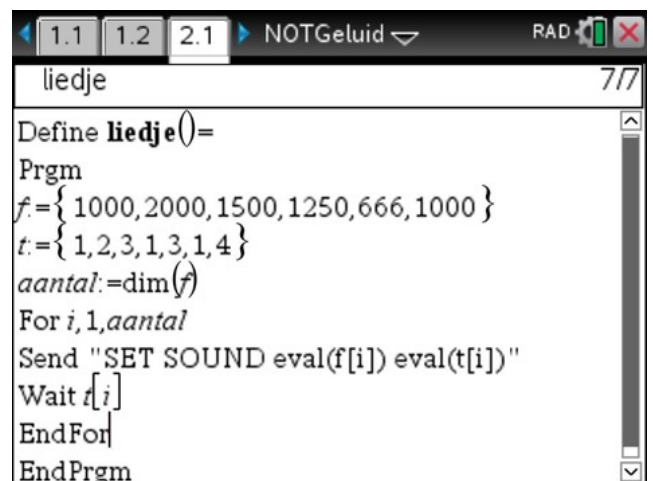 1.1 1.2 2.1 NOTGeluid RAD
liedje 7/7
Define liedje()=
Prgm
f:={1000,2000,1500,1250,666,1000}
t:={1,2,3,1,3,1,4}
aantal:=dim(f)
For i,1,aantal
Send "SET SOUND eval(f[i]) eval(t[i])"
Wait t[i]
EndFor
EndPrgm